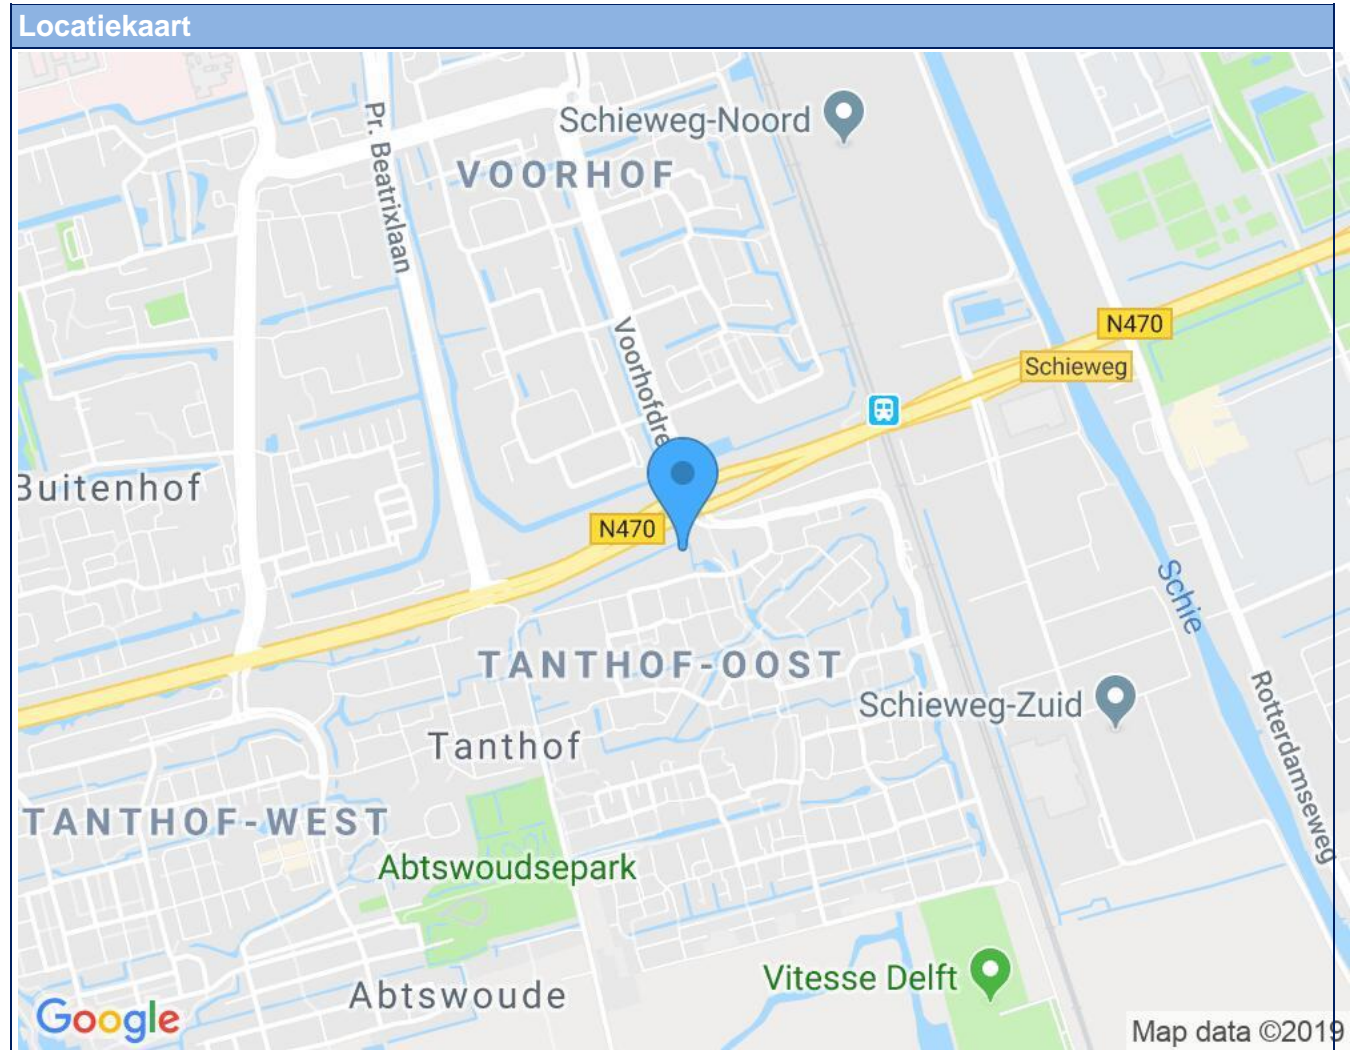 Locatiekaart
Schieweg-Noord
Pr. Beatrixlaan
VOORHOF
N470
Voorhofdre
Schieweg
Buitenhof
N470
Schie
TANTHOF-OOST
Schieweg-Zuid
Rotterdamseweg
Tanthof
TANTHOF-WEST
Abtswoudsepark
Vitesse Delft
Abtswoude
Google
Map data ©2019